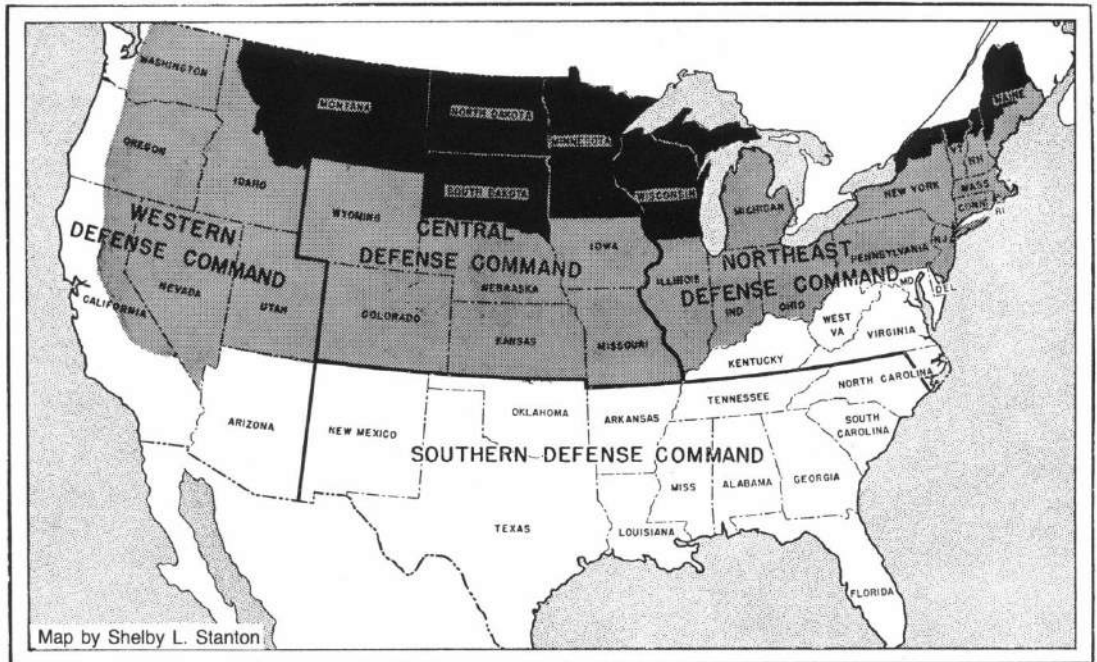 WASHINGTON
MONTANA
NORTH DAKOTA
MINNESOTA
MAINE
OREGON
IDAHO
VT
NH
WYOMING
SOUTH DAKOTA
WISCONSIN
MICHIGAN
NEW YORK
MASS
CONN
RI
WESTERN
DEFENSE COMMAND
CENTRAL
DEFENSE COMMAND
NORTHEAST
DEFENSE COMMAND
IOWA
PENNSYLVANIA
N.J.
CALIFORNIA
NEVADA
UTAH
COLORADO
NEBRASKA
KANSAS
MISSOURI
ILLINOIS
IND
OHIO
MD
DEL
WEST
VA
VIRGINIA
KENTUCKY
ARIZONA
NEW MEXICO
OKLAHOMA
ARKANSAS
TENNESSEE
NORTH CAROLINA
SOUTH
CAROLINA
SOUTHERN DEFENSE COMMAND
TEXAS
LOUISIANA
MISS
ALABAMA
GEORGIA
FLORIDA
Map by Shelby L. Stanton